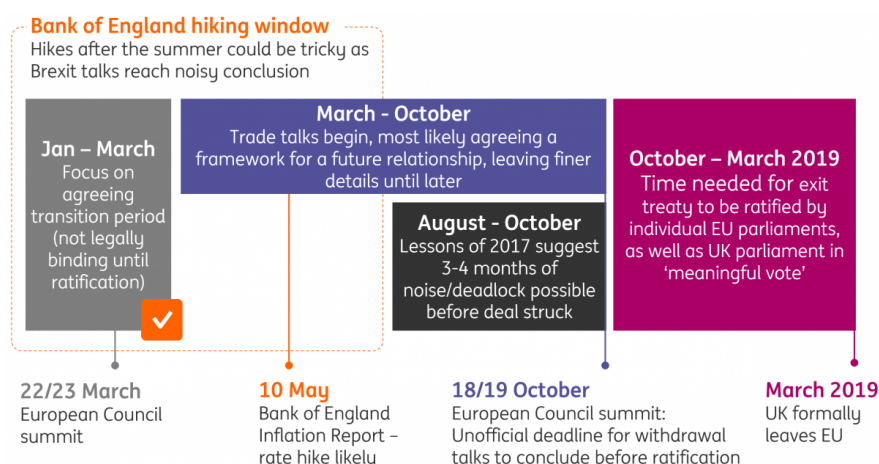 Bank of England hiking window
Hikes after the summer could be tricky as
Brexit talks reach noisy conclusion
Jan – March
Focus on
agreeing
transition period
(not legally
binding until
ratification)
March - October
Trade talks begin, most likely agreeing a
framework for a future relationship, leaving finer
details until later
August - October
Lessons of 2017 suggest
3-4 months of
noise/deadlock possible
before deal struck
October – March 2019
Time needed for exit
treaty to be ratified by
individual EU parliaments,
as well as UK parliament in
‘meaningful vote’
22/23 March
European Council
summit
10 May
Bank of England
Inflation Report –
rate hike likely
18/19 October
European Council summit:
Unofficial deadline for withdrawal
talks to conclude before ratification
March 2019
UK formally
leaves EU